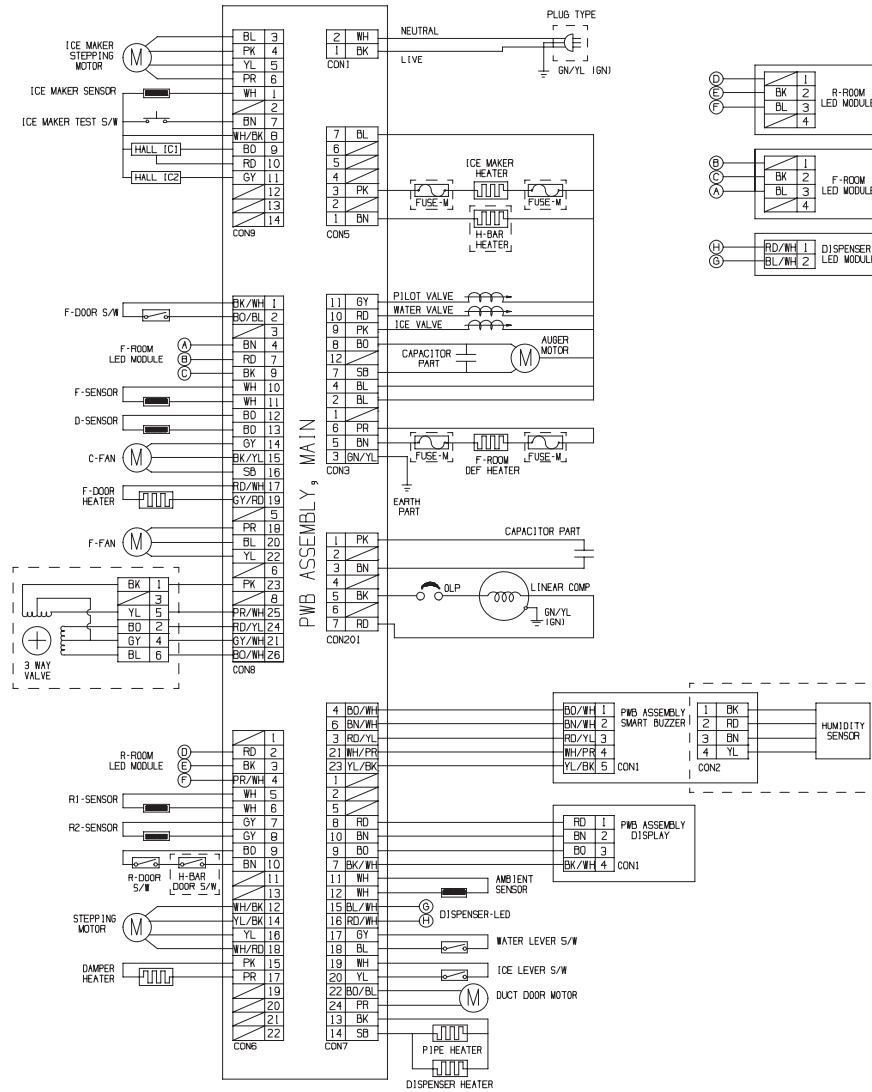 PLUG TYPE
ICE MAKER
STEPPING
MOTOR
M
BL 3
PK 4
YL 5
PR 6
ICE MAKER SENSOR
WH 1
2
ICE MAKER TEST S/W
BN 7
WH/BK 8
HALL IC1
BO 9
RD 10
HALL IC2
GY 11
12
13
14
CON9
2 WH
1 BK
CON1
NEUTRAL
LIVE
GN/YL (GN)
7 BL
6
5
4
3 PK
2
1 BN
CON5
ICE MAKER
HEATER
FUSE-M
FUSE-M
H-BAR
HEATER
D
E
F
1
BK 2
BL 3
4
R-ROOM
LED MODULE
B
C
A
1
BK 2
BL 3
4
F-ROOM
LED MODULE
H
G
RD/WH 1
BL/WH 2
DISPENSER
LED MODULE
F-DOOR S/W
BK/WH 1
BO/BL 2
3
F-ROOM
LED MODULE
A
B
C
BN 4
RD 7
BK 9
F-SENSOR
WH 10
WH 11
D-SENSOR
BO 12
BO 13
C-FAN
M
GY 14
BK/YL 15
SB 16
F-DOOR
HEATER
RD/WH 17
GY/RD 19
5
F-FAN
M
PR 18
BL 20
YL 22
6
PK 23
8
PR/WH 25
RD/YL 24
GY/WH 21
BO/WH 26
CON8
BK 1
3
YL 5
BO 2
GY 4
BL 6
3 WAY
VALVE
PWB ASSEMBLY, MAIN
11 GY
10 RD
9 PK
8 BO
12
7 SB
4 BL
2 BL
1
6 PR
5 BN
3 GN/YL
CON3
PILOT VALVE
WATER VALVE
ICE VALVE
CAPACITOR
PART
M
AUGER
MOTOR
FUSE-M
F-ROOM
DEF HEATER
FUSE-M
EARTH
PART
CAPACITOR PART
1 PK
2
3 BN
4
5 BK
6
7 RD
CON201
OLP
LINEAR COMP
GN/YL
(GN)
R-ROOM
LED MODULE
D
E
F
1
RD 2
BK 3
PR/WH 4
R1-SENSOR
WH 5
WH 6
R2-SENSOR
GY 7
GY 8
BO 9
BN 10
R-DOOR
S/W
H-BAR
DOOR S/W
11
13
STEPPING
MOTOR
M
WH/BK 12
YL/BK 14
YL 16
WH/RD 18
DAMPER
HEATER
PK 15
PR 17
19
20
21
22
CON6
4 BO/WH
6 BN/WH
3 RD/YL
21 WH/PR
23 YL/BK
1
2
5
8 RD
10 BN
9 BO
7 BK/WH
11 WH
12 WH
15 BL/WH
16 RD/WH
17 GY
18 BL
19 WH
20 YL
22 BO/BL
24 PR
13 BK
14 SB
CON7
BO/WH 1
BN/WH 2
RD/YL 3
WH/PR 4
YL/BK 5
PWB ASSEMBLY
SMART BUZZER
CON1
1 BK
2 RD
3 BN
4 YL
CON2
HUMIDITY
SENSOR
RD 1
BN 2
BO 3
BK/WH 4
PWB ASSEMBLY
DISPLAY
CON1
AMBIENT
SENSOR
G
H
DISPENSER-LED
WATER LEVER S/W
ICE LEVER S/W
M
DUCT DOOR MOTOR
PIPE HEATER
DISPENSER HEATER